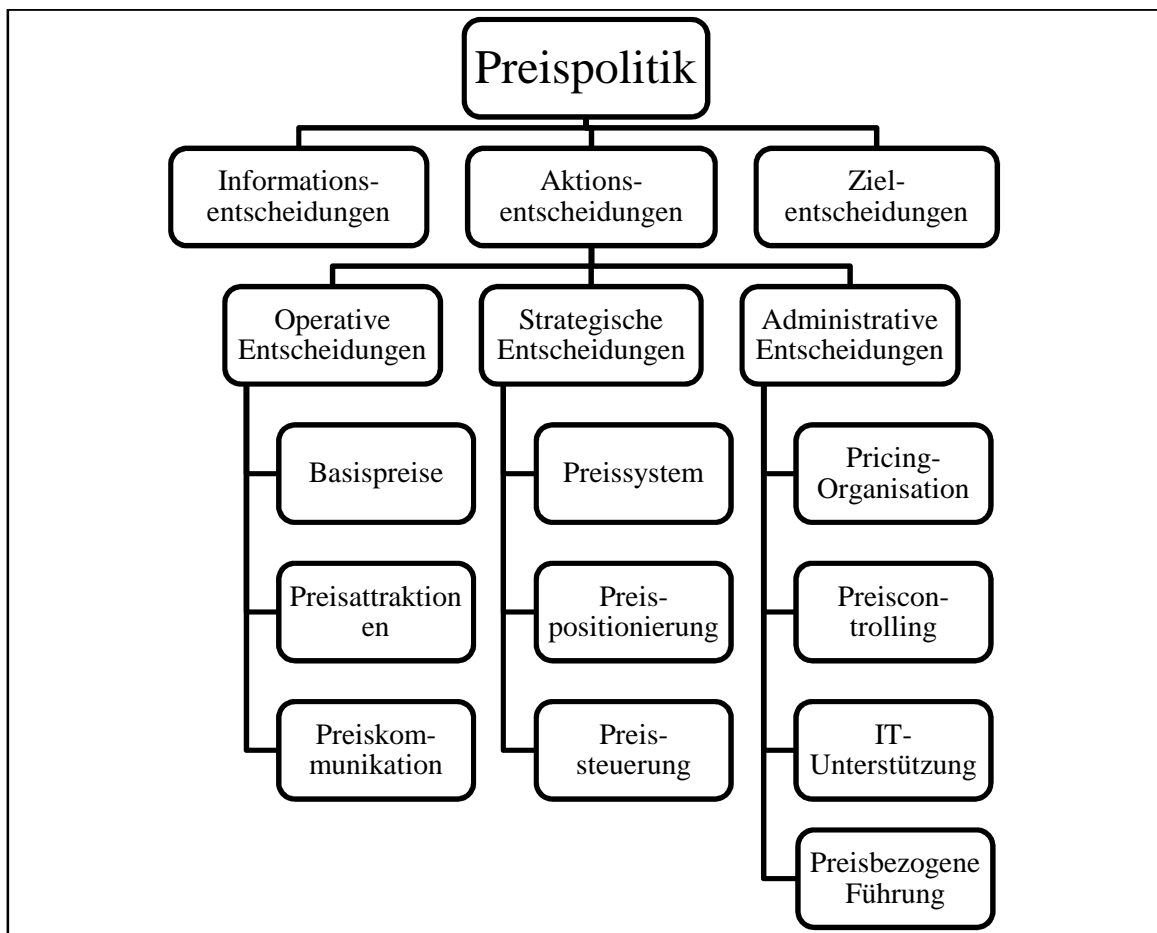 Preispolitik
Informations-
entscheidungen
Aktions-
entscheidungen
Ziel-
entscheidungen
Operative
Entscheidungen
Strategische
Entscheidungen
Administrative
Entscheidungen
Basispreise
Preissystem
Pricing-
Organisation
Preisattraktion
en
Preis-
positionierung
Preiscon-
trolling
Preiskom-
munikation
Preis-
steuerung
IT-
Unterstützung
Preisbezogene
Führung